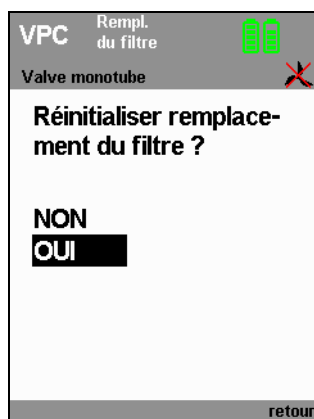 VPC Rempl.
du filtre
Valve monotube
Réinitialiser remplace-
ment du filtre ?
NON
OUI
retour